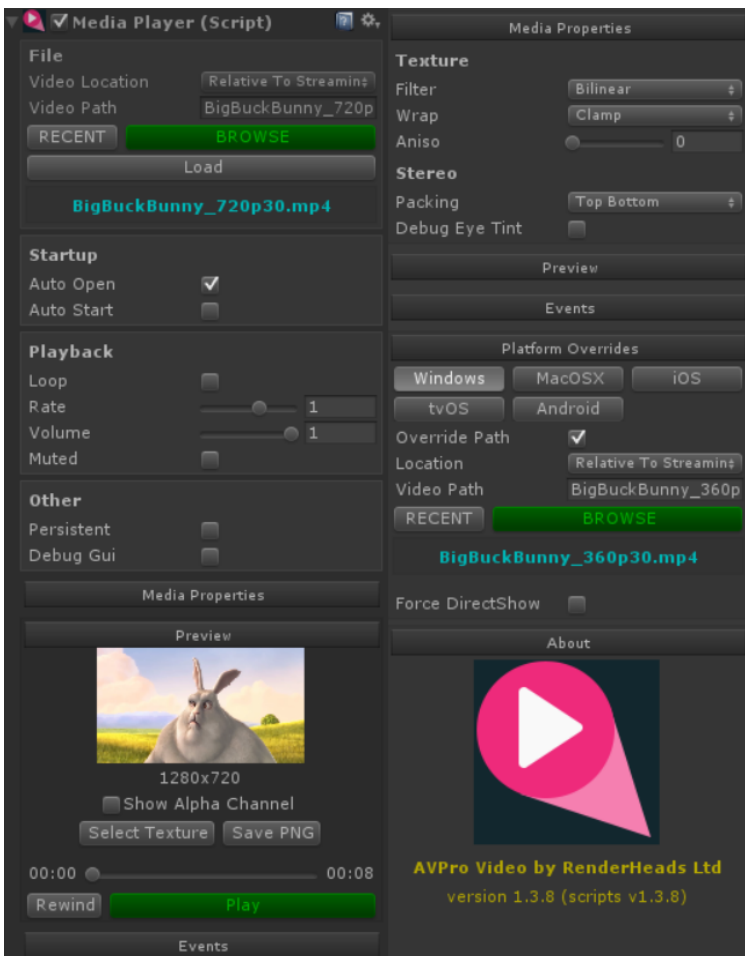 Media Player (Script)
File
Video Location Relative To Streaming
Video Path BigBuckBunny_720p
RECENT BROWSE
Load
BigBuckBunny_720p30.mp4
Startup
Auto Open
Auto Start
Playback
Loop
Rate 1
Volume 1
Muted
Other
Persistent
Debug Gui
Media Properties
Preview
1280x720
Show Alpha Channel
Select Texture Save PNG
00:00 00:08
Rewind Play
Events
Media Properties
Texture
Filter Bilinear
Wrap Clamp
Aniso 0
Stereo
Packing Top Bottom
Debug Eye Tint
Preview
Events
Platform Overrides
Windows MacOSX iOS
tvOS Android
Override Path
Location Relative To Streaming
Video Path BigBuckBunny_360p
RECENT BROWSE
BigBuckBunny_360p30.mp4
Force DirectShow
About
AVPro Video by RenderHeads Ltd
version 1.3.8 (scripts v1.3.8)